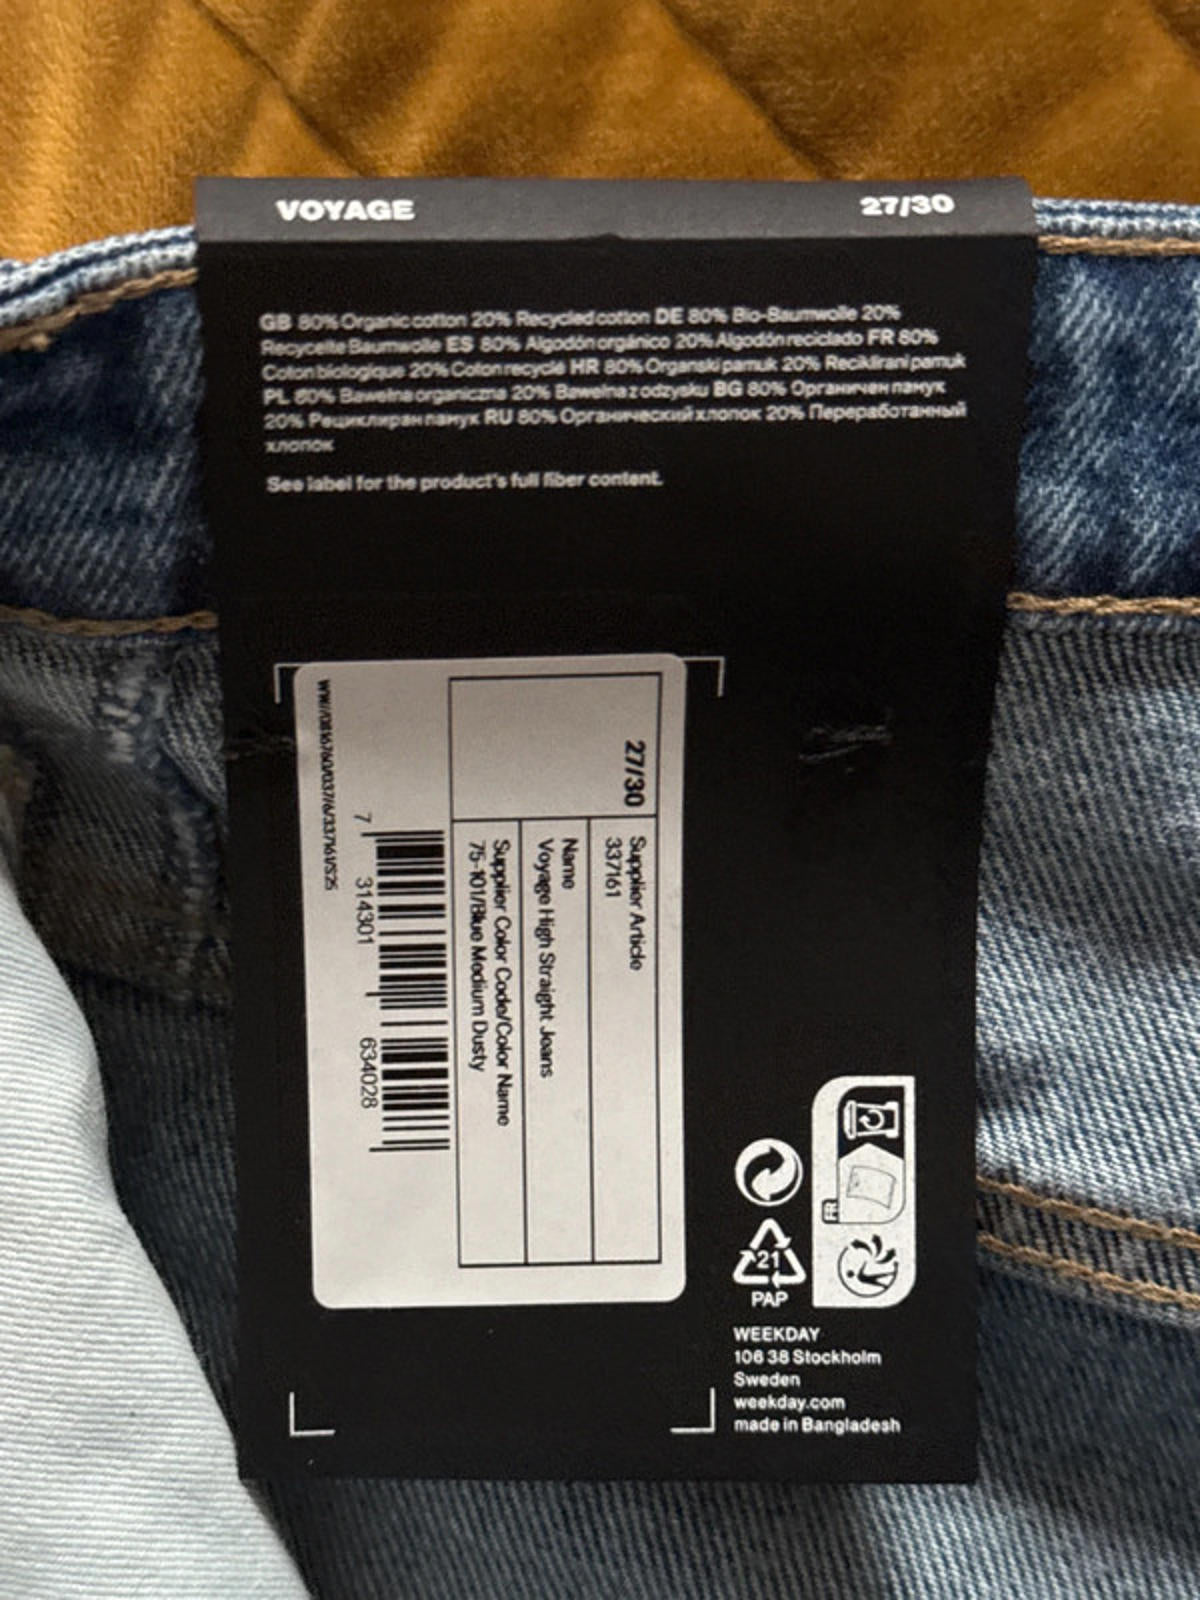 VOYAGE 27/30
GB 80% Organic cotton 20% Recycled cotton DE 80% Bio-Baumwolle 20%
Recycelte Baumwolle ES 80% Algodón orgánico 20% Algodón reciclado FR 80%
Coton biologique 20% Coton recyclé HR 80% Organski pamuk 20% Reciklirani pamuk
PL 80% Bawełna organiczna 20% Bawełna z odzysku BG 80% Органичен памук
20% Рециклиран памук RU 80% Органический хлопок 20% Переработанный
хлопок
See label for the product's full fiber content.
27/30
Supplier Article
337161
Name
Voyage High Straight Jeans
Supplier Color Code/Color Name
75-101/Blue Medium Dusty
7 314301 634028
FR
21
PAP
WEEKDAY
106 38 Stockholm
Sweden
weekday.com
made in Bangladesh